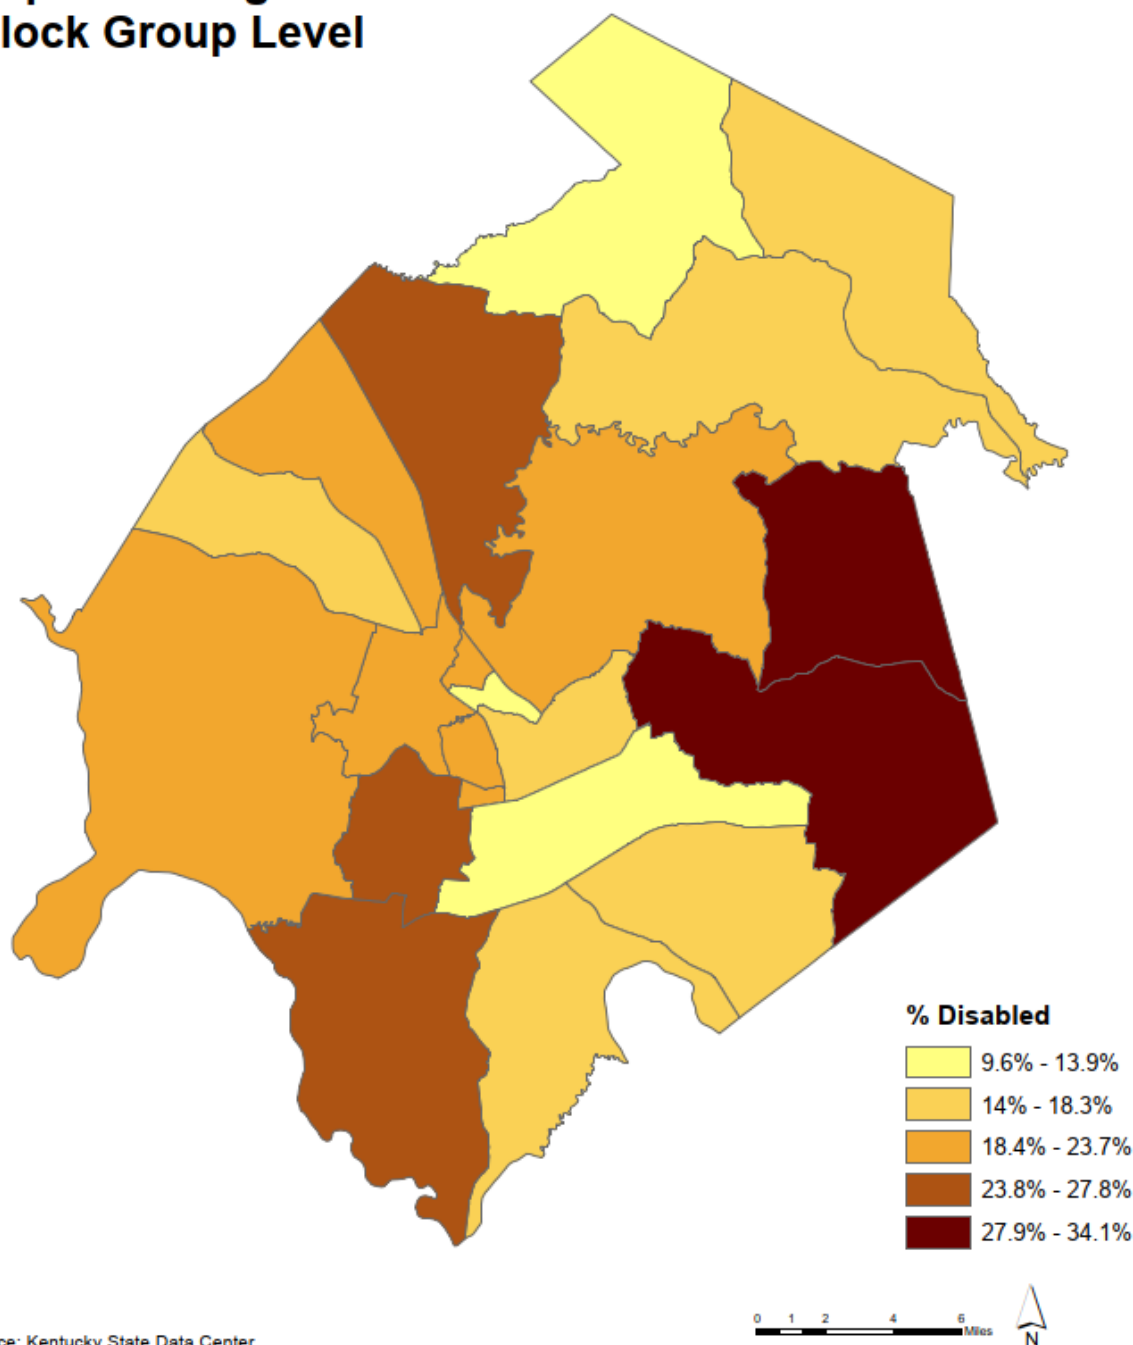 lock Group Level
% Disabled
9.6% - 13.9%
14% - 18.3%
18.4% - 23.7%
23.8% - 27.8%
27.9% - 34.1%
0 1 2 4 6
Miles
N
ce: Kentucky State Data Center